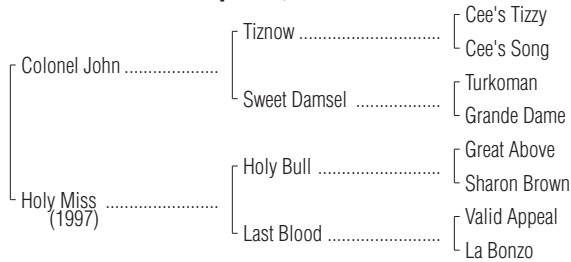 Cee's Tizzy
Tiznow
Cee's Song
Colonel John
Turkoman
Sweet Damsel
Grande Dame
Great Above
Holy Bull
Sharon Brown
Holy Miss
(1997)
Valid Appeal
Last Blood
La Bonzo